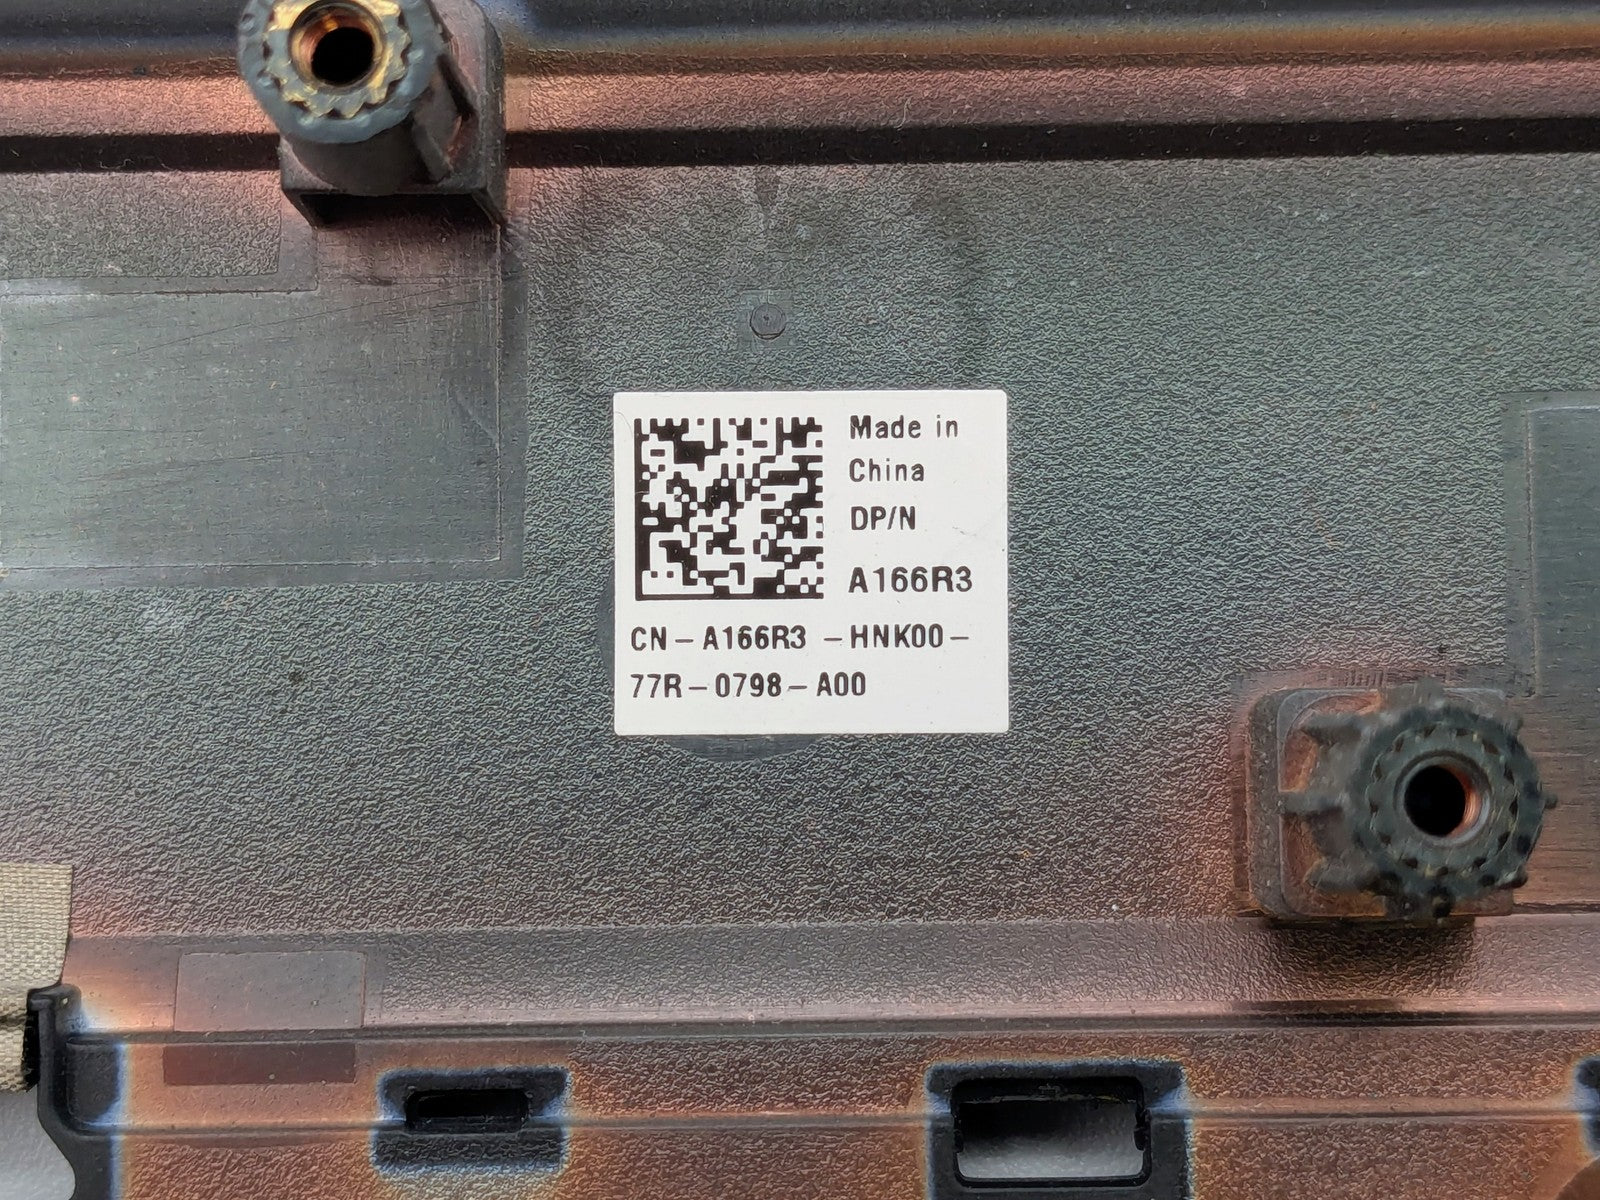 Made in
China
DP/N
A166R3
CN-A166R3-HNK00-
77R-0798-A00